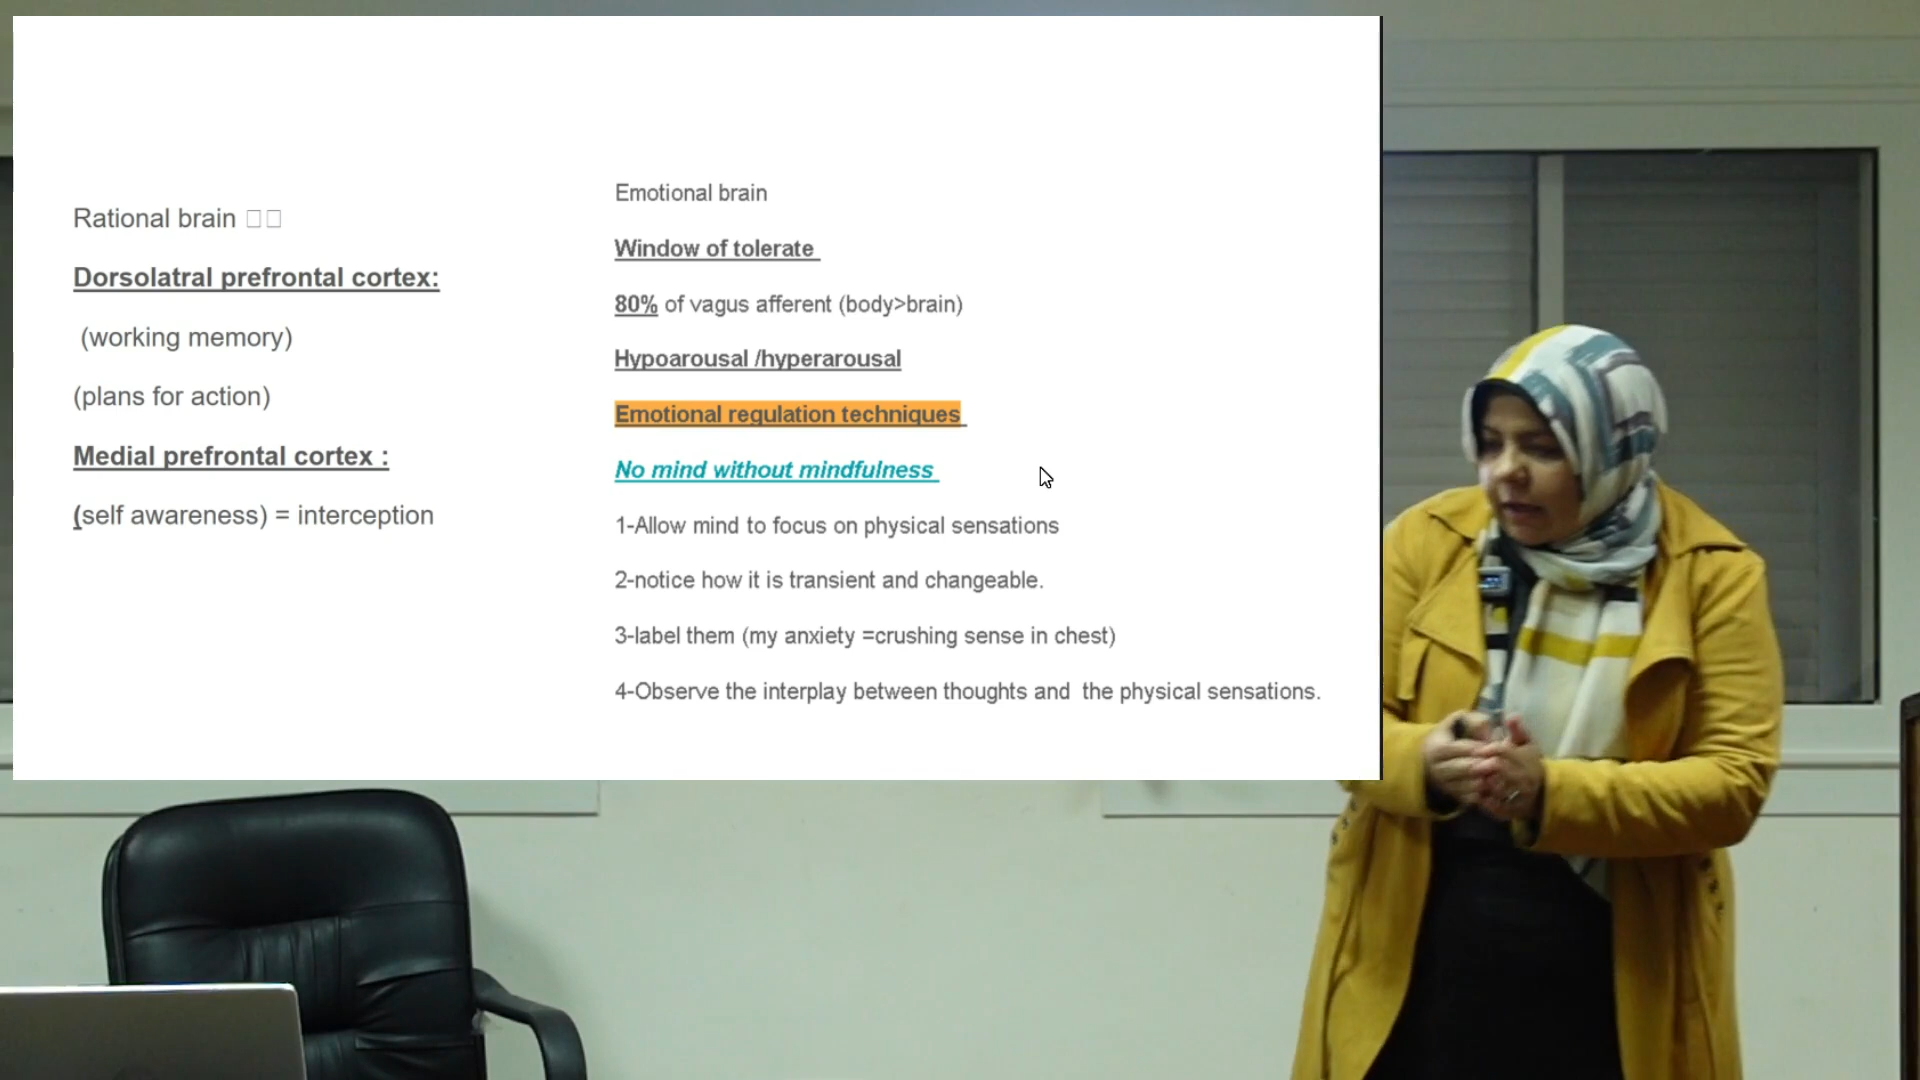 Rational brain
Dorsolatral prefrontal cortex:
(working memory)
(plans for action)
Medial prefrontal cortex :
(self awareness) = interception
Emotional brain
Window of tolerate
80% of vagus afferent (body>brain)
Hypoarousal /hyperarousal
Emotional regulation techniques
No mind without mindfulness
1-Allow mind to focus on physical sensations
2-notice how it is transient and changeable.
3-label them (my anxiety =crushing sense in chest)
4-Observe the interplay between thoughts and the physical sensations.